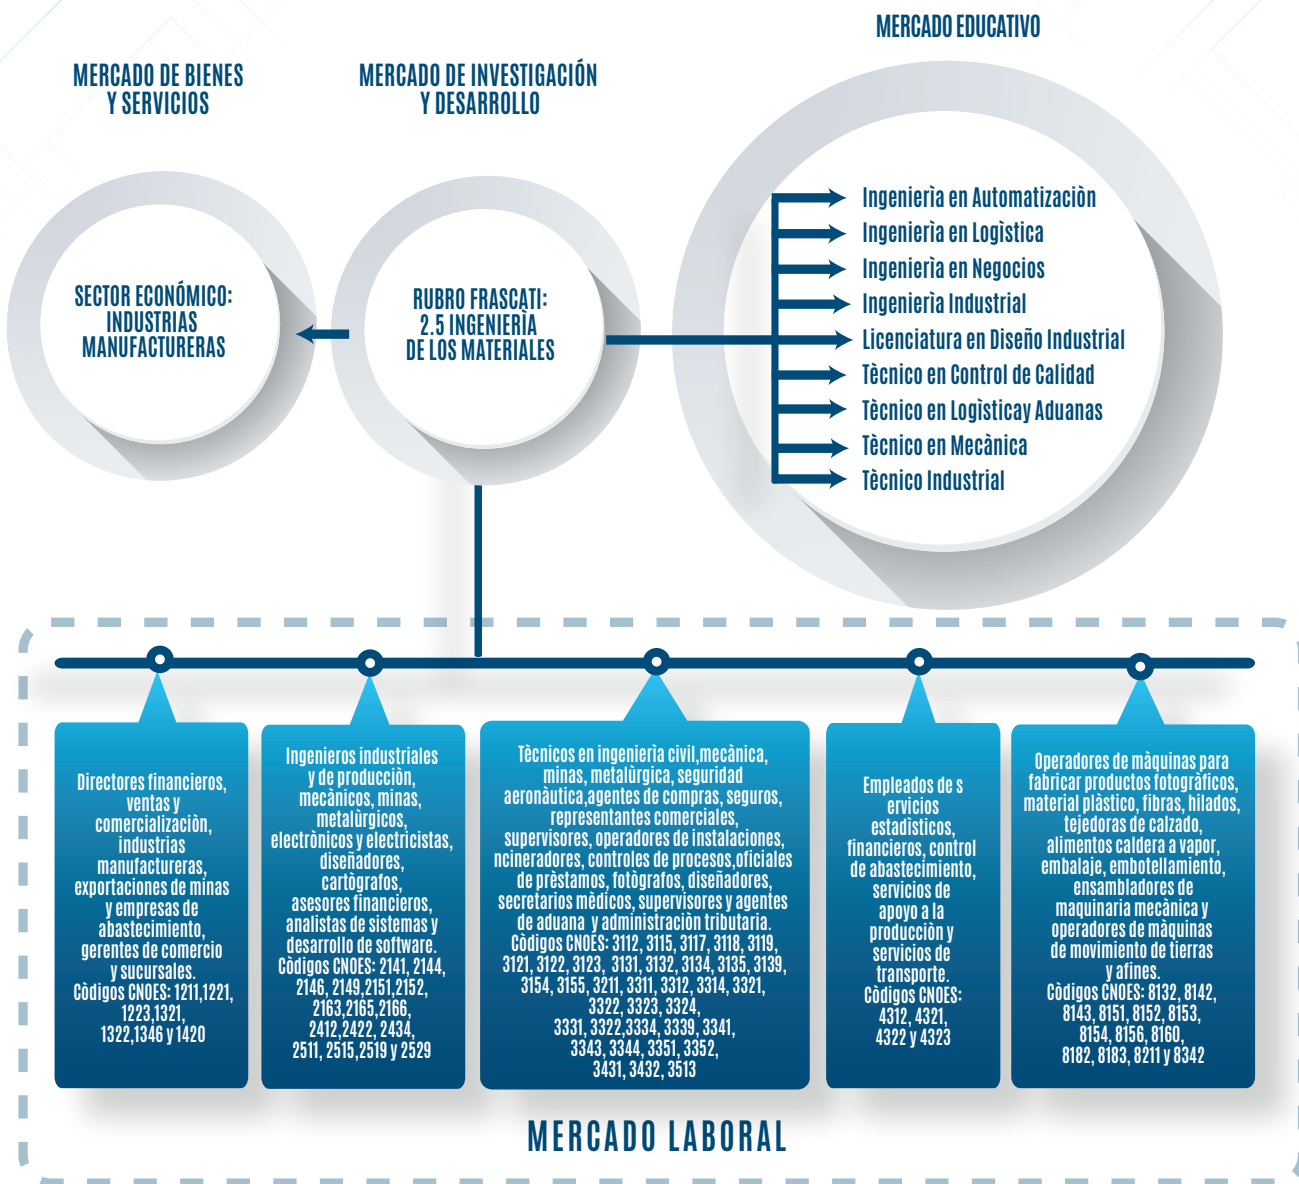 MERCADO EDUCATIVO
MERCADO DE BIENES
Y SERVICIOS
MERCADO DE INVESTIGACIÓN
Y DESARROLLO
SECTOR ECONÓMICO:
INDUSTRIAS
MANUFACTURERAS
RUBRO FRASCATI:
2.5 INGENIERÌA
DE LOS MATERIALES
Ingenierìa en Automatizaciòn
Ingenierìa en Logìstica
Ingenierìa en Negocios
Ingenierìa Industrial
Licenciatura en Diseño Industrial
Tècnico en Control de Calidad
Tècnico en Logìsticay Aduanas
Tècnico en Mecànica
Tècnico Industrial
Directores financieros,
ventas y
comercializaciòn,
industrias
manufactureras,
exportaciones de minas
y empresas de
abastecimiento,
gerentes de comercio
y sucursales.
Còdigos CNOES: 1211,1221,
1223,1321,
1322,1346 y 1420
Ingenieros industriales
y de producciòn,
mecànicos, minas,
metalùrgicos,
electrònicos y electricistas,
diseñadores,
cartògrafos,
asesores financieros,
analistas de sistemas y
desarrollo de software.
Còdigos CNOES: 2141, 2144,
2146, 2149,2151,2152,
2163,2165,2166,
2412,2422, 2434,
2511, 2515,2519 y 2529
Tècnicos en ingenierìa civil,mecànica,
minas, metalùrgica, seguridad
aeronàutica,agentes de compras, seguros,
representantes comerciales,
supervisores, operadores de instalaciones,
ncineradores, controles de procesos,oficiales
de prèstamos, fotògrafos, diseñadores,
secretarios mèdicos, supervisores y agentes
de aduana y administraciòn tributaria.
Còdigos CNOES: 3112, 3115, 3117, 3118, 3119,
3121, 3122, 3123, 3131, 3132, 3134, 3135, 3139,
3154, 3155, 3211, 3311, 3312, 3314, 3321,
3322, 3323, 3324,
3331, 3322,3334, 3339, 3341,
3343, 3344, 3351, 3352,
3431, 3432, 3513
Empleados de s
ervicios
estadìsticos,
financieros, control
de abastecimiento,
servicios de
apoyo a la
producciòn y
servicios de
transporte.
Còdigos CNOES:
4312, 4321,
4322 y 4323
Operadores de màquinas para
fabricar productos fotogràficos,
material plàstico, fibras, hilados,
tejedoras de calzado,
alimentos caldera a vapor,
embalaje, embotellamiento,
ensambladores de
maquinaria mecànica y
operadores de màquinas
de movimiento de tierras
y afines.
Còdigos CNOES: 8132, 8142,
8143, 8151, 8152, 8153,
8154, 8156, 8160,
8182, 8183, 8211 y 8342
MERCADO LABORAL